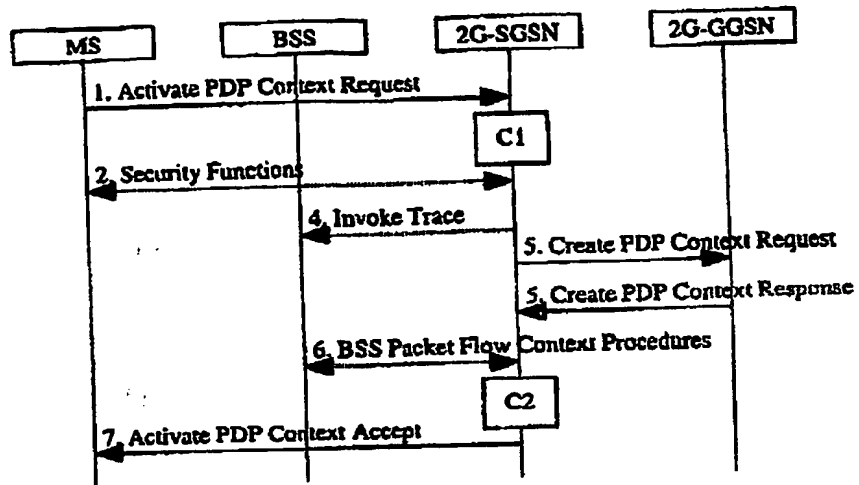 MS
BSS
2G-SGSN
2G-GGSN
1. Activate PDP Context Request
C1
2. Security Functions
4. Invoke Trace
5. Create PDP Context Request
5. Create PDP Context Response
6. BSS Packet Flow Context Procedures
C2
7. Activate PDP Context Accept